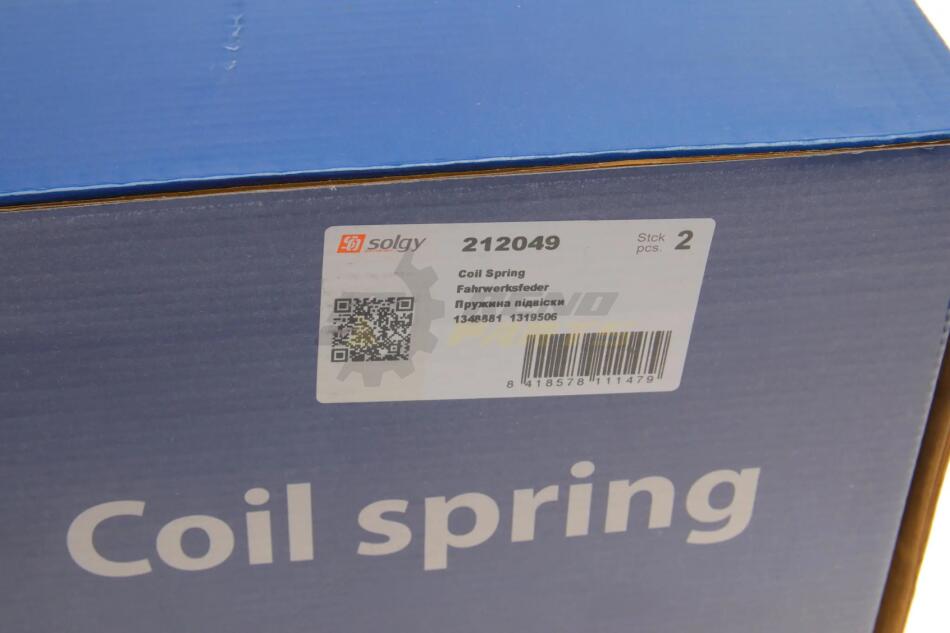 solgy 212049 Stck pcs. 2
Coil Spring
Fahrwerksfeder
Пружина підвіски
1348881 1319506
8 418578 111479
Coil spring